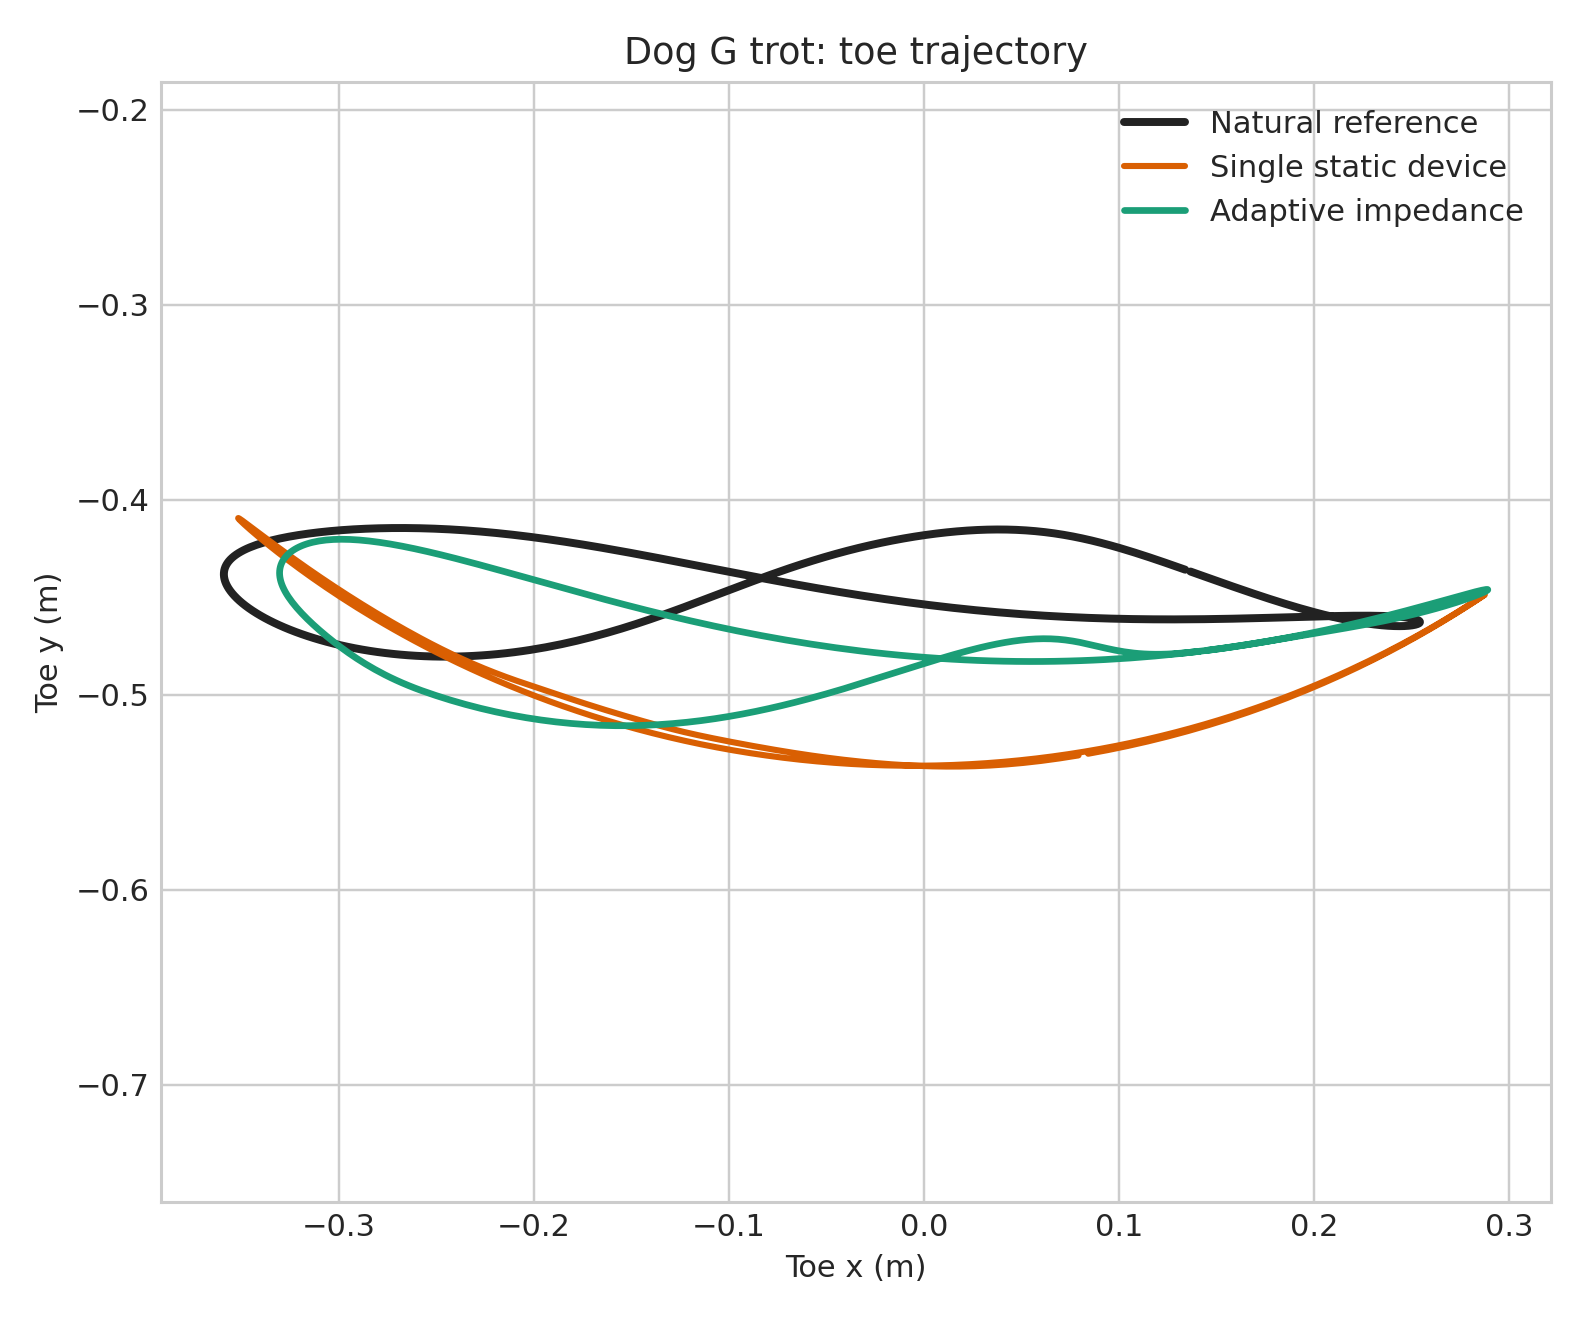 Dog G trot: toe trajectory
Natural reference
Single static device
Adaptive impedance
−0.2
−0.3
−0.4
−0.5
−0.6
−0.7
Toe y (m)
−0.3 −0.2 −0.1 0.0 0.1 0.2 0.3
Toe x (m)